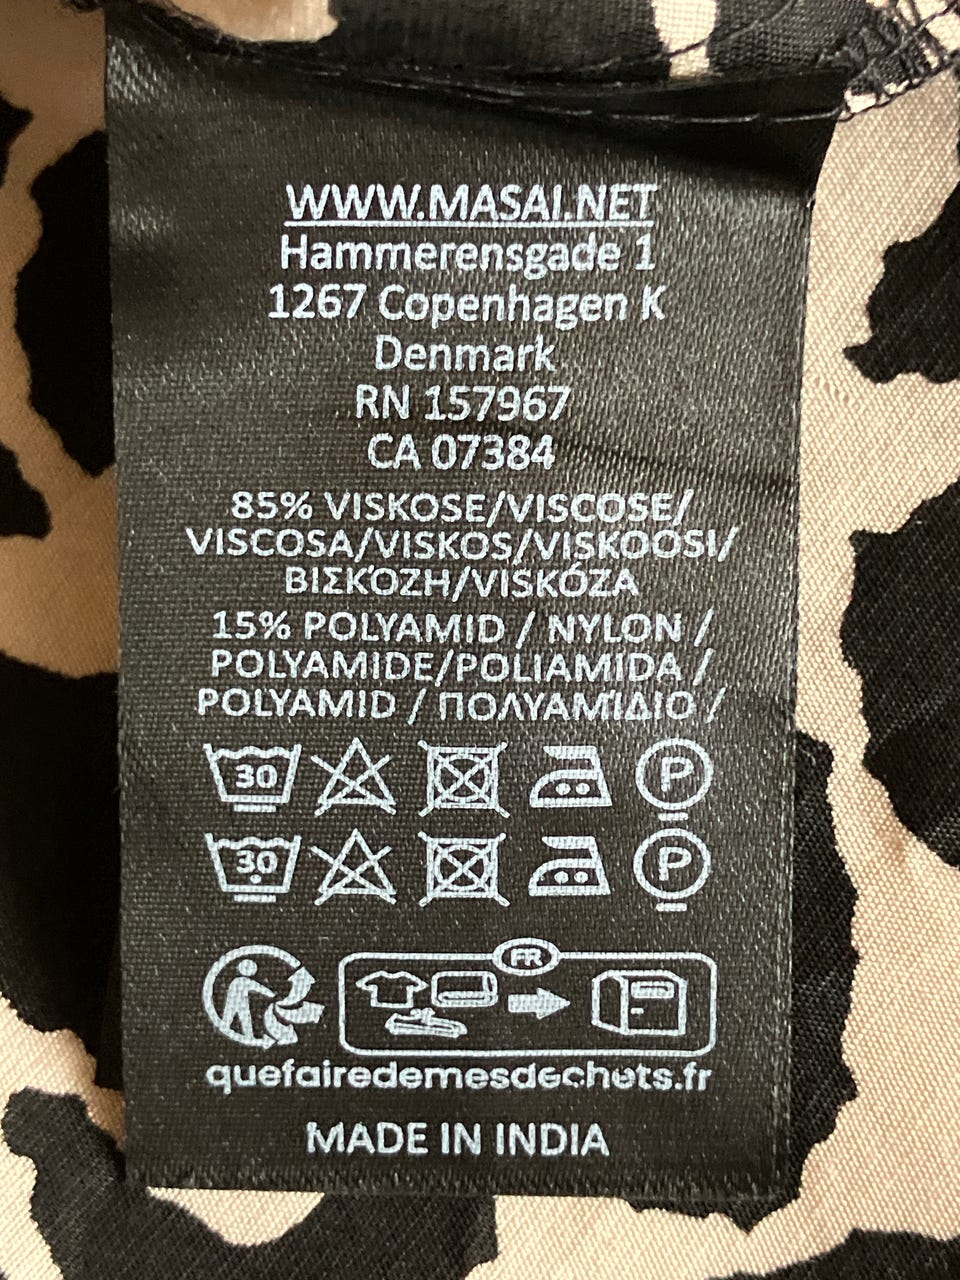 WWW.MASAI.NET
Hammerensgade 1
1267 Copenhagen K
Denmark
RN 157967
CA 07384
85% VISKOSE/VISCOSE/
VISCOSA/VISKOS/VISKOOSI/
ΒΙΣΚΌΖΗ/VISKÓZA
15% POLYAMID / NYLON /
POLYAMIDE/POLIAMIDA /
POLYAMID / ΠΟΛΥΑΜΊΔΙΟ /
30 P
30 P
FR
quefairedemesdechets.fr
MADE IN INDIA